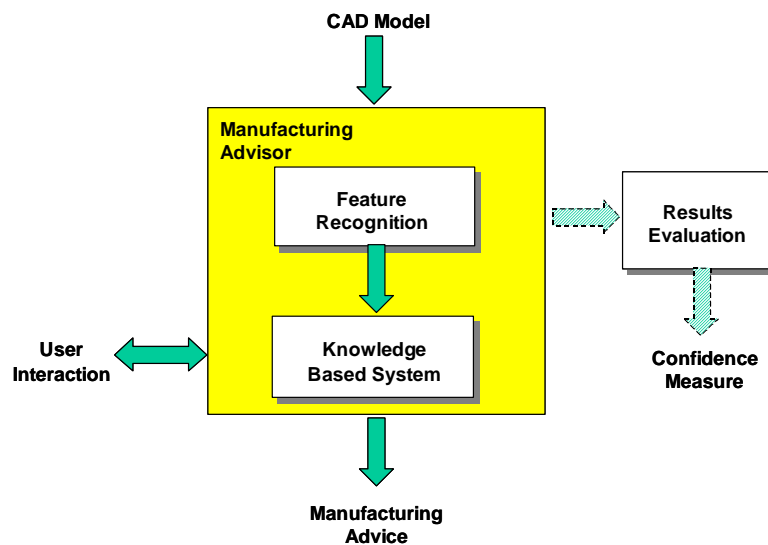 CAD Model
Manufacturing
Advisor
Feature
Recognition
Results
Evaluation
User
Interaction
Knowledge
Based System
Confidence
Measure
Manufacturing
Advice